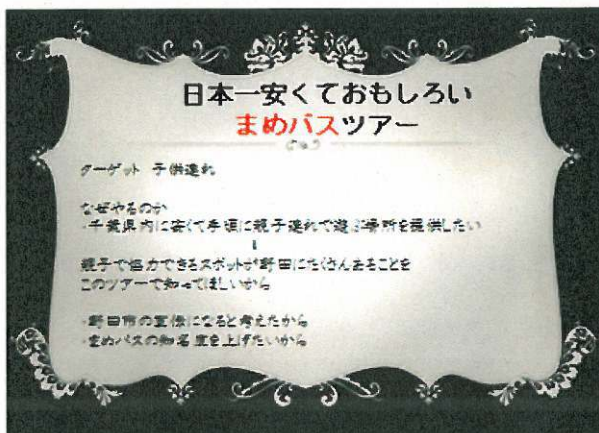 日本一安くておもしろい
まめバスツアー
ターゲット 子供連れ
なぜやるのか
・千葉県内に安くて手頃に親子連れで遊ぶ場所を提供したい
↓
親子で協力できるスポットが野田にたくさんあることを
このツアーで知ってほしいから
・野田市の宣伝になると考えたから
・まめバスの知名度を上げたいから